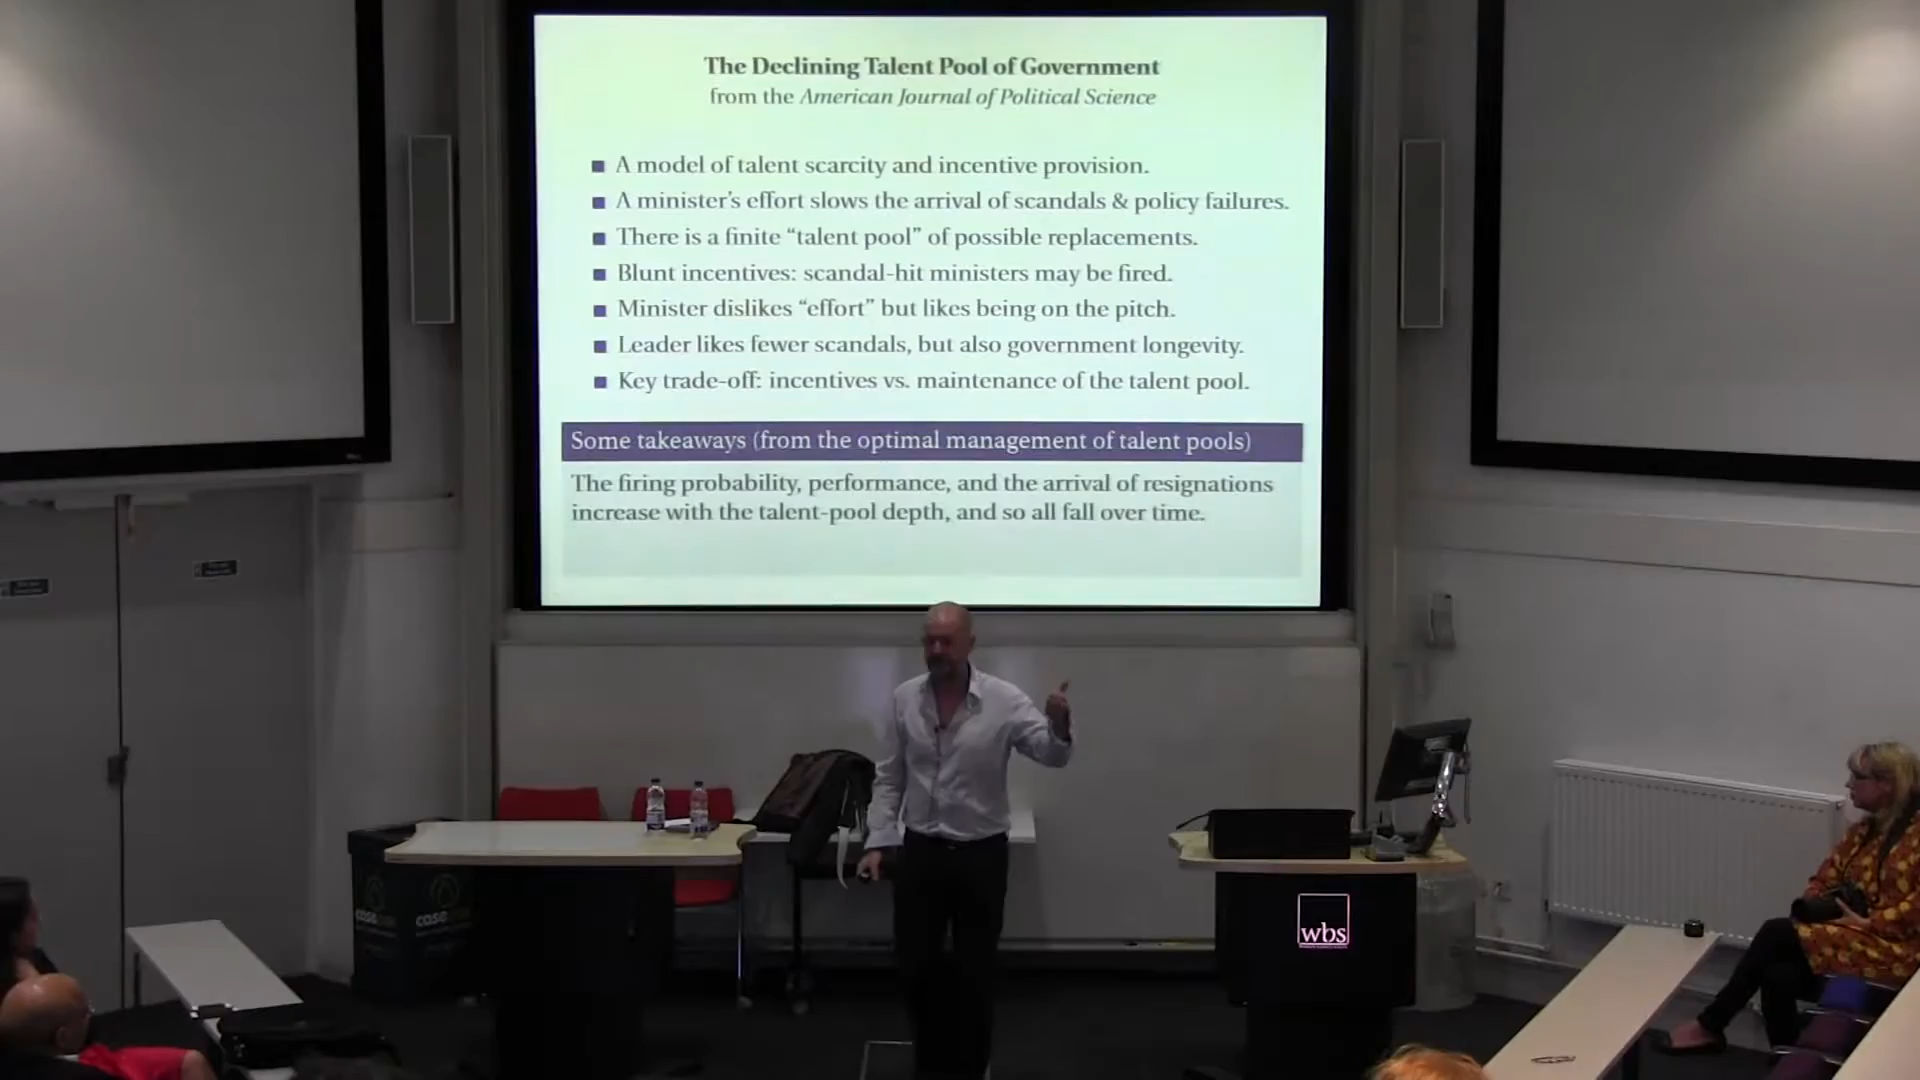 The Declining Talent Pool of Government
from the American Journal of Political Science
A model of talent scarcity and incentive provision.
A minister's effort slows the arrival of scandals & policy failures.
There is a finite “talent pool” of possible replacements.
Blunt incentives: scandal-hit ministers may be fired.
Minister dislikes “effort” but likes being on the pitch.
Leader likes fewer scandals, but also government longevity.
Key trade-off: incentives vs. maintenance of the talent pool.
Some takeaways (from the optimal management of talent pools)
The firing probability, performance, and the arrival of resignations
increase with the talent-pool depth, and so all fall over time.
wbs